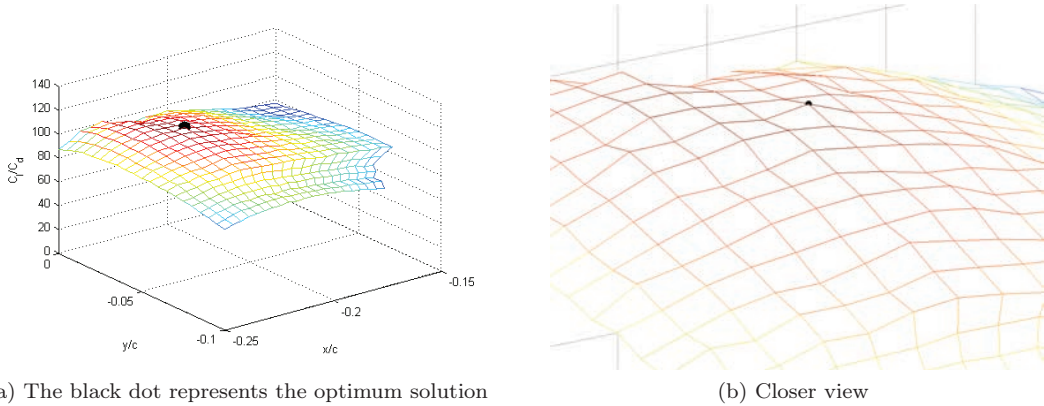 140
120
100
80
60
40
20
0
C_l/C_d
0
-0.05
-0.1
y/c
-0.25
-0.2
-0.15
x/c
a) The black dot represents the optimum solution
(b) Closer view